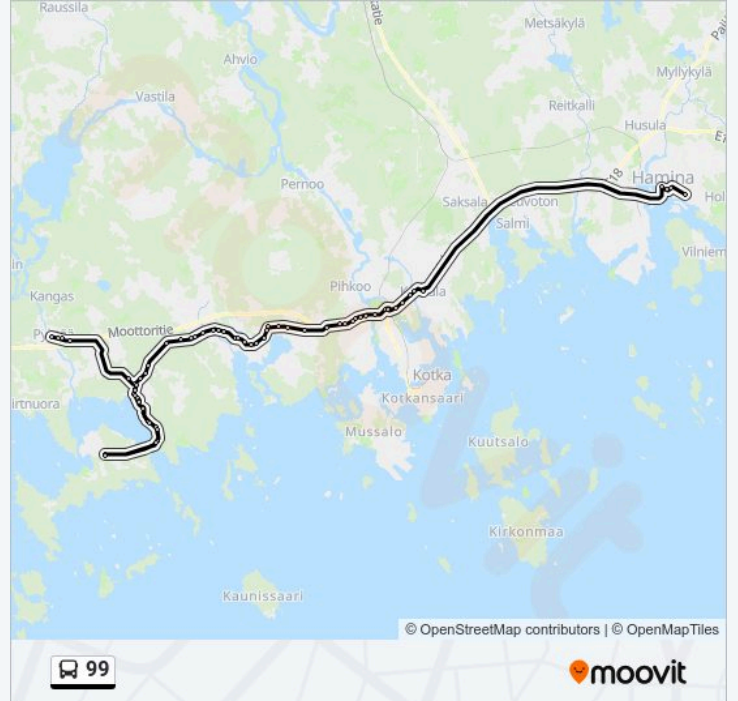 Raussila
Metsäkylä
Ahvio
Myllykylä
Vastila
Reitkalli
Husula
Pernoo
Hamina
Saksala
Salmi
Vilniem
Pihkoo
Kangas
Moottoritie
Kotka
Kotkansaari
Mussalo
Kuutsalo
Kirkonmaa
Kaunissaari
© OpenStreetMap contributors | © OpenMapTiles
99
moovit